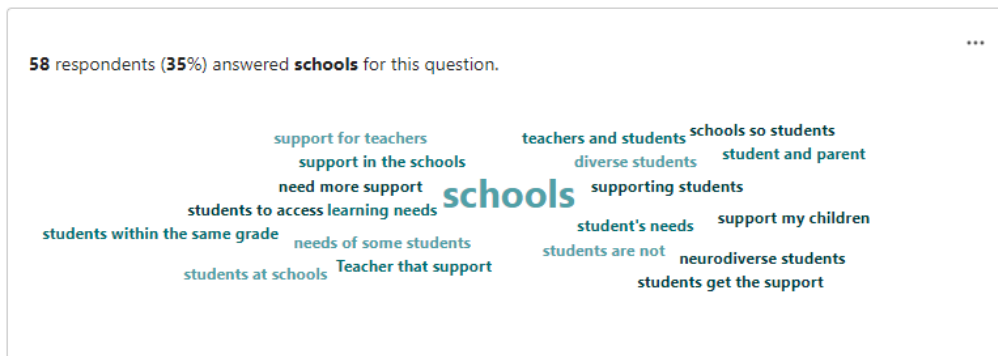 ...
58 respondents (35%) answered schools for this question.
support for teachers
teachers and students
schools so students
support in the schools
diverse students
student and parent
need more support
schools
supporting students
students to access
learning needs
student's needs
support my children
students within the same grade
needs of some students
students are not
neurodiverse students
students at schools
Teacher that support
students get the support